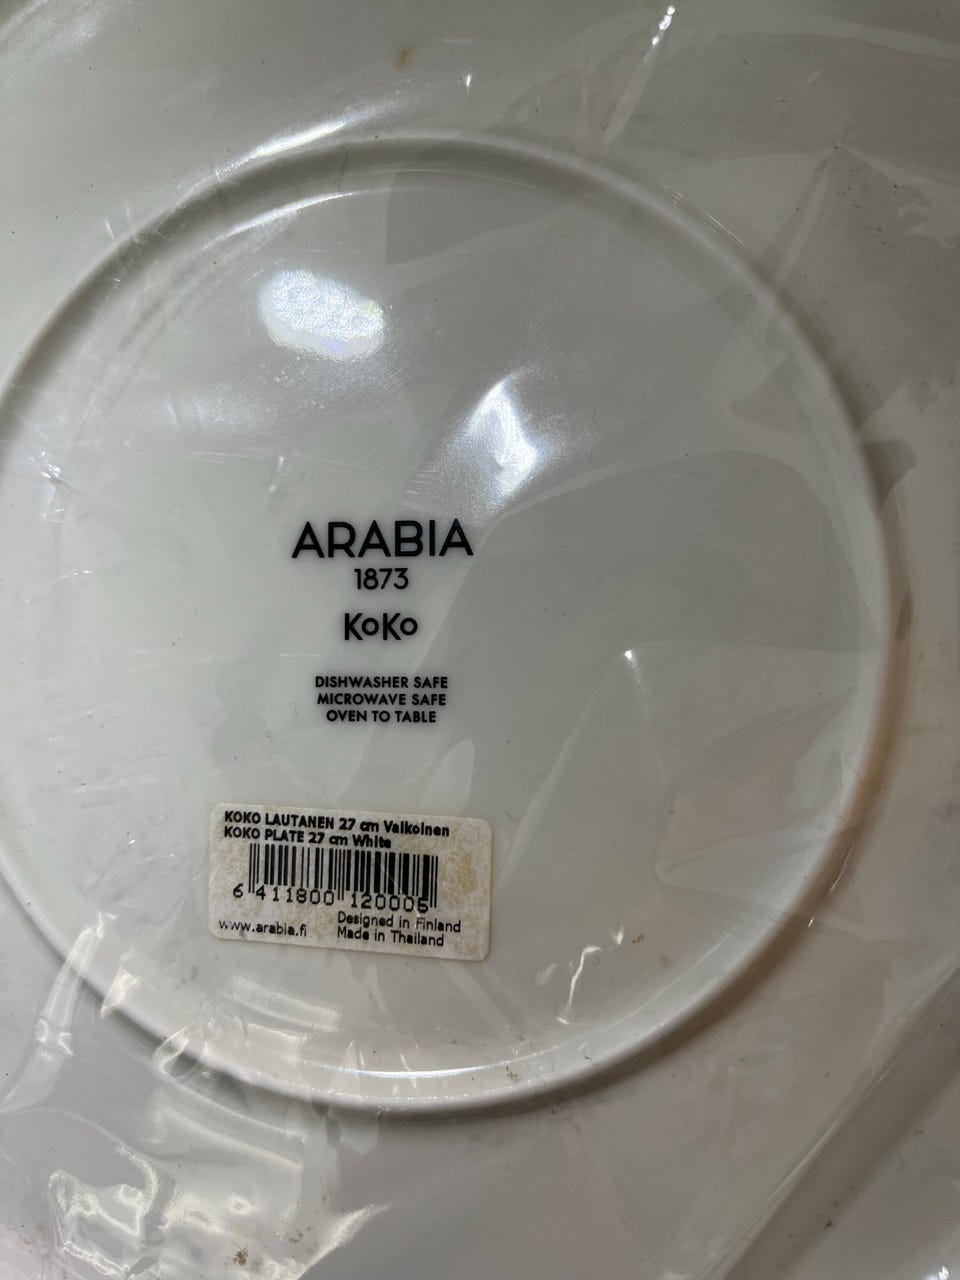 ARABIA
1873
KoKo
DISHWASHER SAFE
MICROWAVE SAFE
OVEN TO TABLE
KOKO LAUTANEN 27 cm Valkoinen
KOKO PLATE 27 cm White
6 411800 120005
www.arabia.fi
Designed in Finland
Made in Thailand